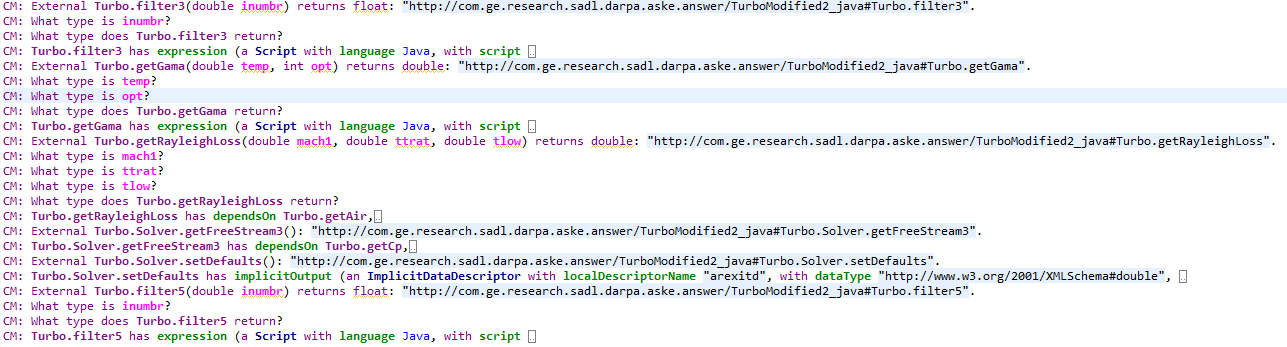 CM: External Turbo.filter3(double inumbr) returns float: "http://com.ge.research.sadl.darpa.aske.answer/TurboModified2_java#Turbo.filter3".
CM: What type is inumbr?
CM: What type does Turbo.filter3 return?
CM: Turbo.filter3 has expression (a Script with language Java, with script ..
CM: External Turbo.getGama(double temp, int opt) returns double: "http://com.ge.research.sadl.darpa.aske.answer/TurboModified2_java#Turbo.getGama".
CM: What type is temp?
CM: What type is opt?
CM: What type does Turbo.getGama return?
CM: Turbo.getGama has expression (a Script with language Java, with script ..
CM: External Turbo.getRayleighLoss(double mach1, double ttrat, double tlow) returns double: "http://com.ge.research.sadl.darpa.aske.answer/TurboModified2_java#Turbo.getRayleighLoss".
CM: What type is mach1?
CM: What type is ttrat?
CM: What type is tlow?
CM: What type does Turbo.getRayleighLoss return?
CM: Turbo.getRayleighLoss has dependsOn Turbo.getAir,..
CM: External Turbo.Solver.getFreeStream3(): "http://com.ge.research.sadl.darpa.aske.answer/TurboModified2_java#Turbo.Solver.getFreeStream3".
CM: Turbo.Solver.getFreeStream3 has dependsOn Turbo.getCp,..
CM: External Turbo.Solver.setDefaults(): "http://com.ge.research.sadl.darpa.aske.answer/TurboModified2_java#Turbo.Solver.setDefaults".
CM: Turbo.Solver.setDefaults has implicitOutput (an ImplicitDataDescriptor with localDescriptorName "arexitd", with dataType "http://www.w3.org/2001/XMLSchema#double", ..
CM: External Turbo.filter5(double inumbr) returns float: "http://com.ge.research.sadl.darpa.aske.answer/TurboModified2_java#Turbo.filter5".
CM: What type is inumbr?
CM: What type does Turbo.filter5 return?
CM: Turbo.filter5 has expression (a Script with language Java, with script ..